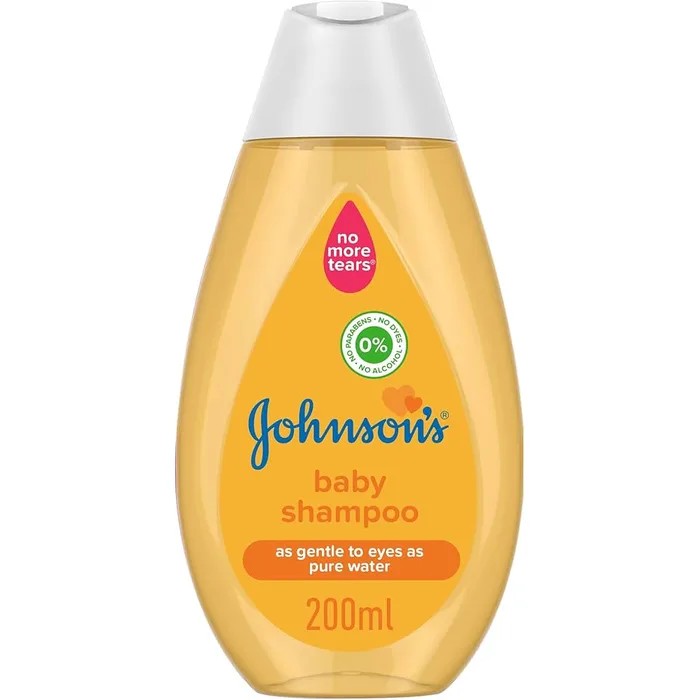 no
more
tears®
NO PARABENS • NO DYES • NO ALCOHOL •
0%
Johnson's®
baby
shampoo
as gentle to eyes as
pure water
200ml